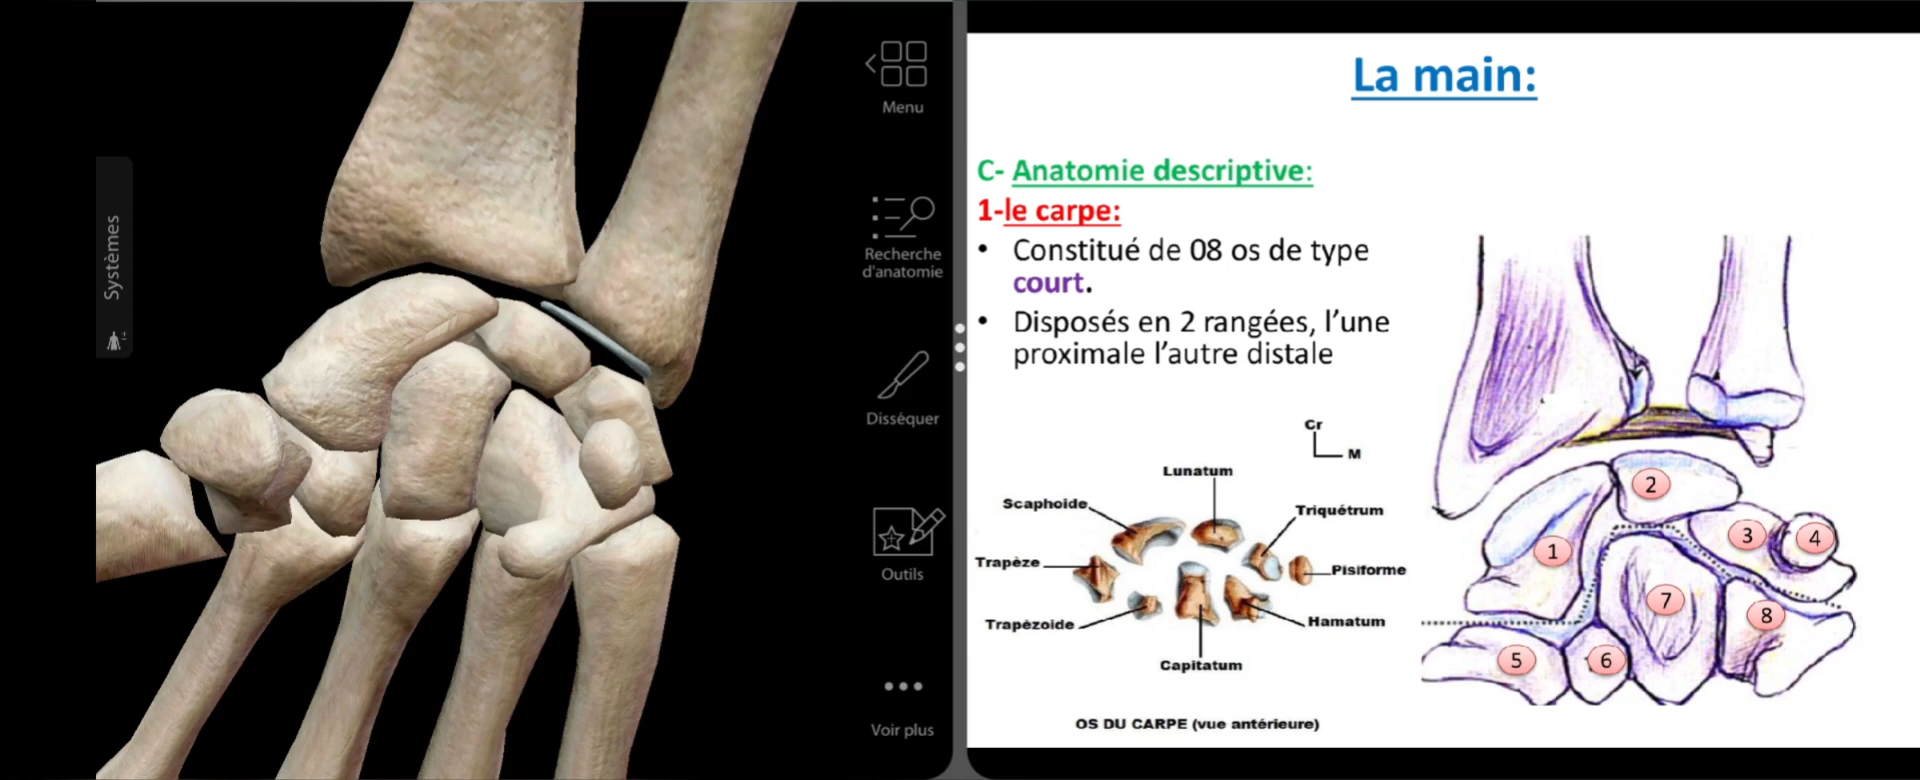 Systèmes
Menu
Recherche
d'anatomie
Disséquer
Outils
Voir plus
La main:
C- Anatomie descriptive:
1-le carpe:
• Constitué de 08 os de type
court.
• Disposés en 2 rangées, l’une
proximale l’autre distale
Cr
M
Lunatum
Scaphoide
Triquétrum
Trapèze
Pisiforme
Trapézoide
Hamatum
Capitatum
OS DU CARPE (vue antérieure)
2
3
4
1
7
8
5
6